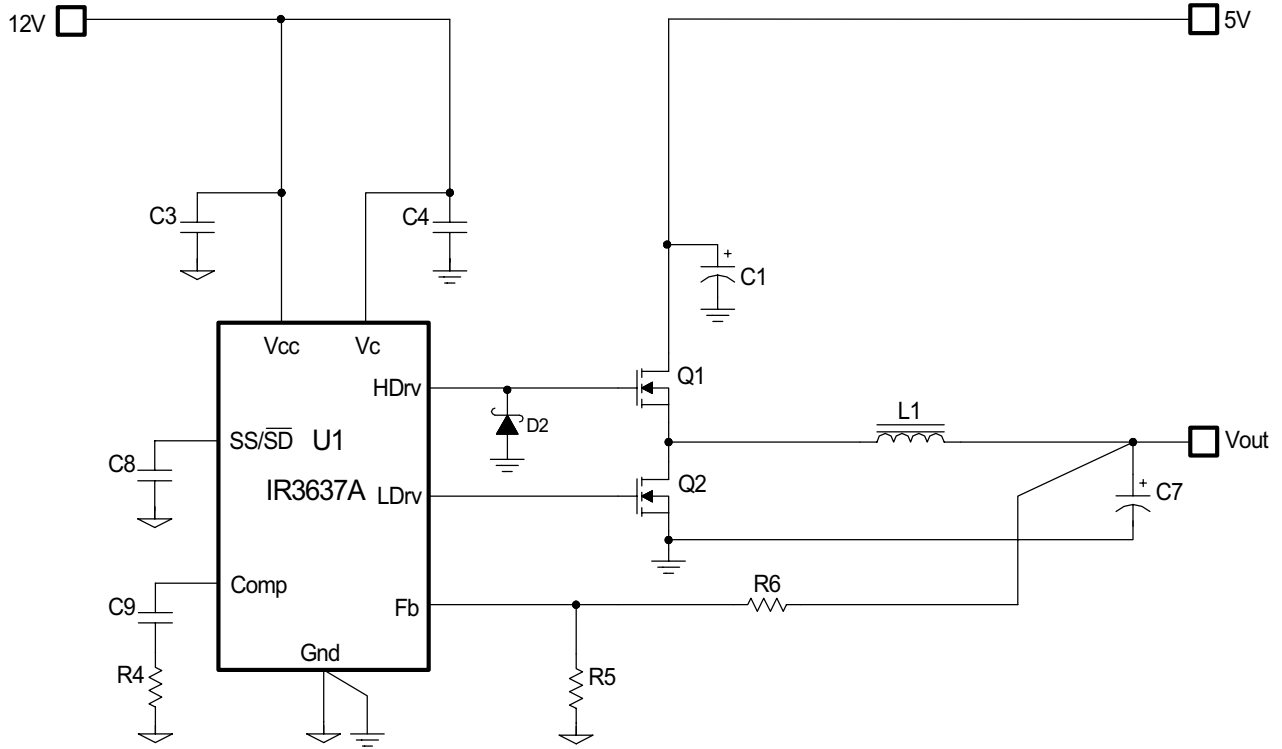 12V
5V
C3
C4
+
C1
Vcc
Vc
HDrv
Q1
D2
L1
SS/SD
U1
Vout
C8
IR3637A
LDrv
Q2
+
C7
Comp
R6
C9
Fb
Gnd
R4
R5